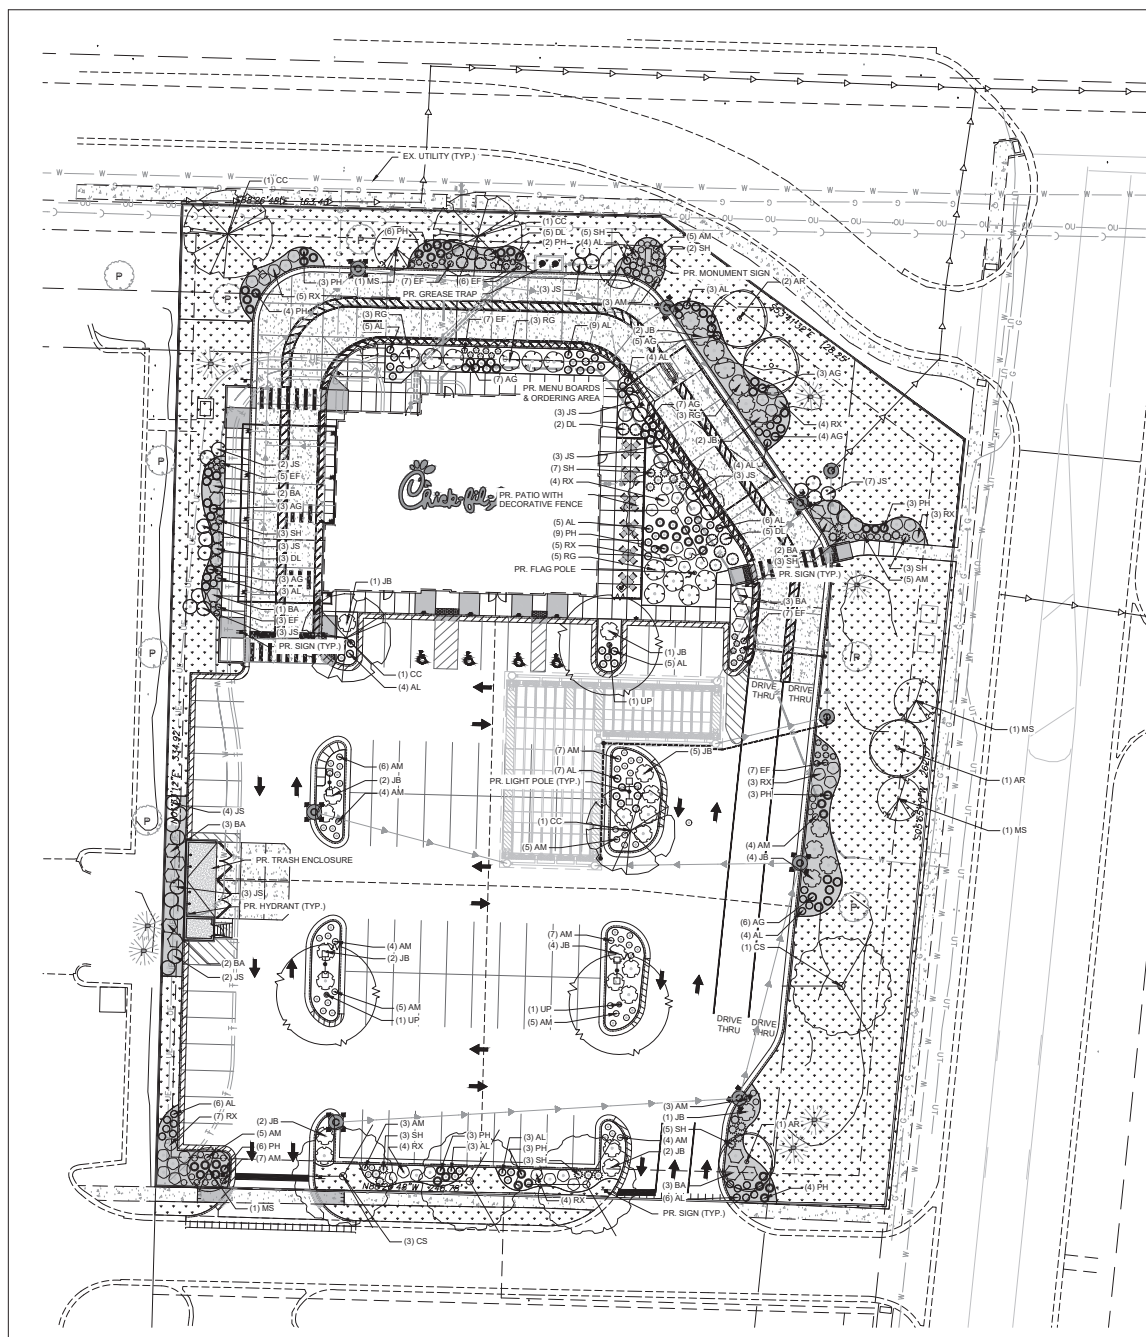 EX. UTILITY (TYP.)
(1) CC
(6) PH
(1) CC
(5) DL
(2) PH
(5) SH
(4) AL
(5) AM
(2) SH
PR. MONUMENT SIGN
(3) PH
(1) MS
(7) EF
(6) EF
(3) JS
(2) AR
(3) AL
(5) RX
(4) PH
PR. GREASE TRAP
(3) AM
(3) RG
(5) AL
(7) EF
(3) RG
(9) AL
(2) JB
(5) AG
(4) AL
(7) AG
(3) AG
PR. MENU BOARDS
& ORDERING AREA
(3) JS
(2) DL
(7) AG
(3) RG
(2) JB
(4) RX
(4) AG
(3) JS
(7) SH
(4) RX
(4) AL
(3) JS
(7) JS
Chick-fil-A
PR. PATIO WITH
DECORATIVE FENCE
(3) PH
(3) RX
(2) JS
(5) EF
(2) BA
(3) AG
(3) SH
(3) JS
(3) DL
(3) AG
(3) AL
(1) BA
(3) EF
(3) JS
PR. SIGN (TYP.)
(5) AL
(9) PH
(5) RX
(5) RG
PR. FLAG POLE
(6) AL
(5) DL
(2) BA
(3) SH
PR. SIGN (TYP.)
(3) SH
(5) AM
(1) JB
(3) BA
(7) EF
(1) CC
(4) AL
(1) JB
(5) AL
(1) UP
DRIVE
THRU
DRIVE
THRU
(1) MS
(6) AM
(2) JB
(4) AM
(7) AM
(7) AL
PR. LIGHT POLE (TYP.)
(5) JB
(1) CC
(5) AM
(7) EF
(3) RX
(3) PH
(1) AR
(1) MS
(4) AM
(4) JB
(4) JS
(3) BA
PR. TRASH ENCLOSURE
(3) JS
PR. HYDRANT (TYP.)
(6) AG
(4) AL
(1) CS
(2) BA
(2) JS
(4) AM
(2) JB
(7) AM
(4) JB
(5) AM
(1) UP
(1) UP
(5) AM
DRIVE
THRU
DRIVE
THRU
(6) AL
(7) RX
(5) AM
(6) PH
(7) AM
(2) JB
(3) AM
(3) SH
(4) RX
(3) PH
(3) AL
(3) AL
(3) PH
(3) SH
(3) AM
(1) JB
(5) SH
(4) AM
(2) JB
(1) AR
(3) BA
(6) AL
(4) PH
(4) RX
PR. SIGN (TYP.)
(1) MS
(3) CS